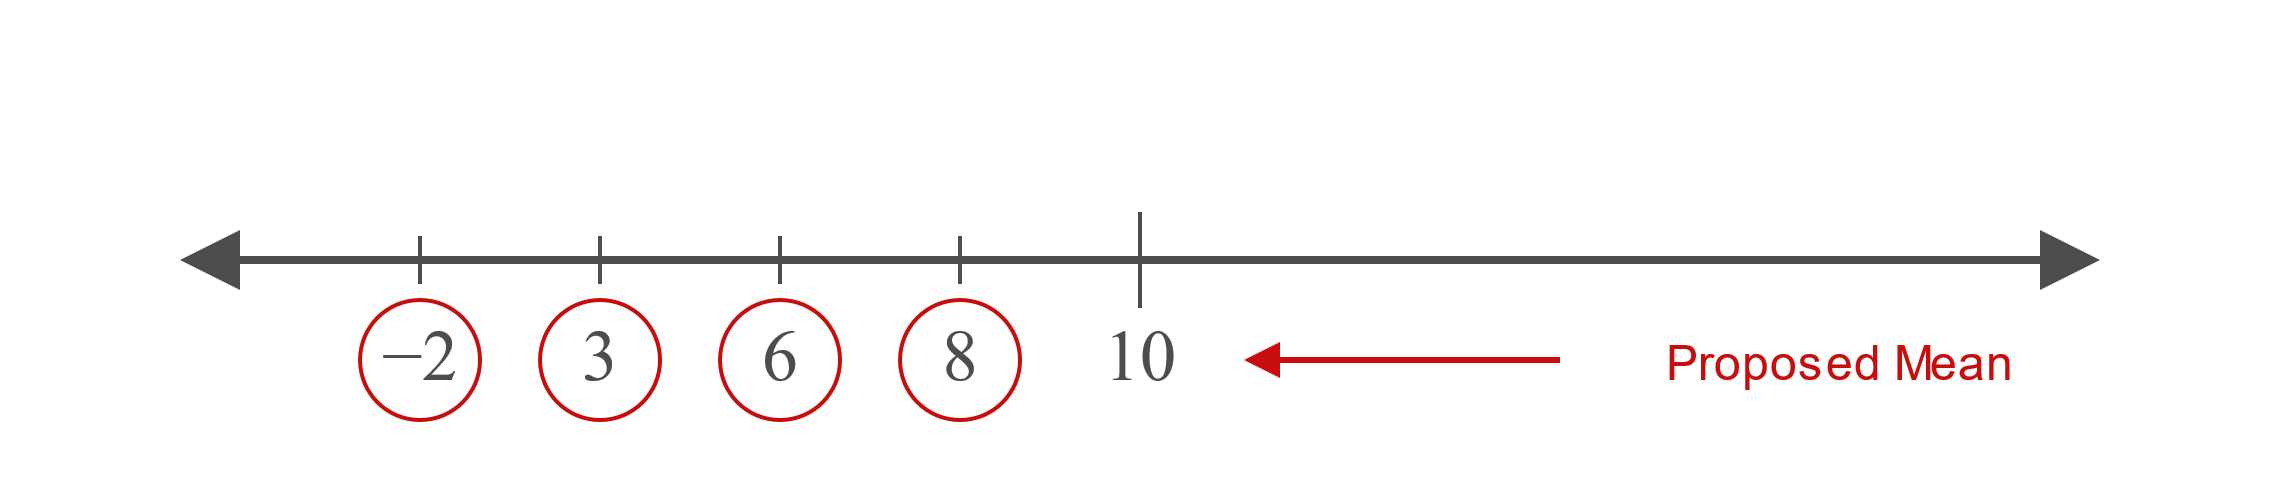 −2 3 6 8 10 Proposed Mean